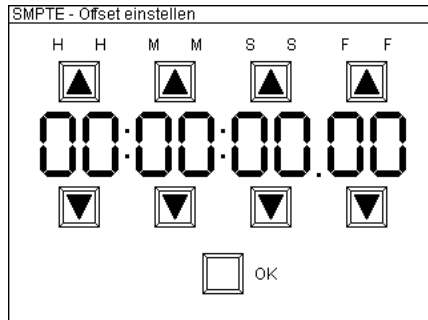 SMPTE - Offset einstellen
H H M M S S F F
00:00:00.00
OK